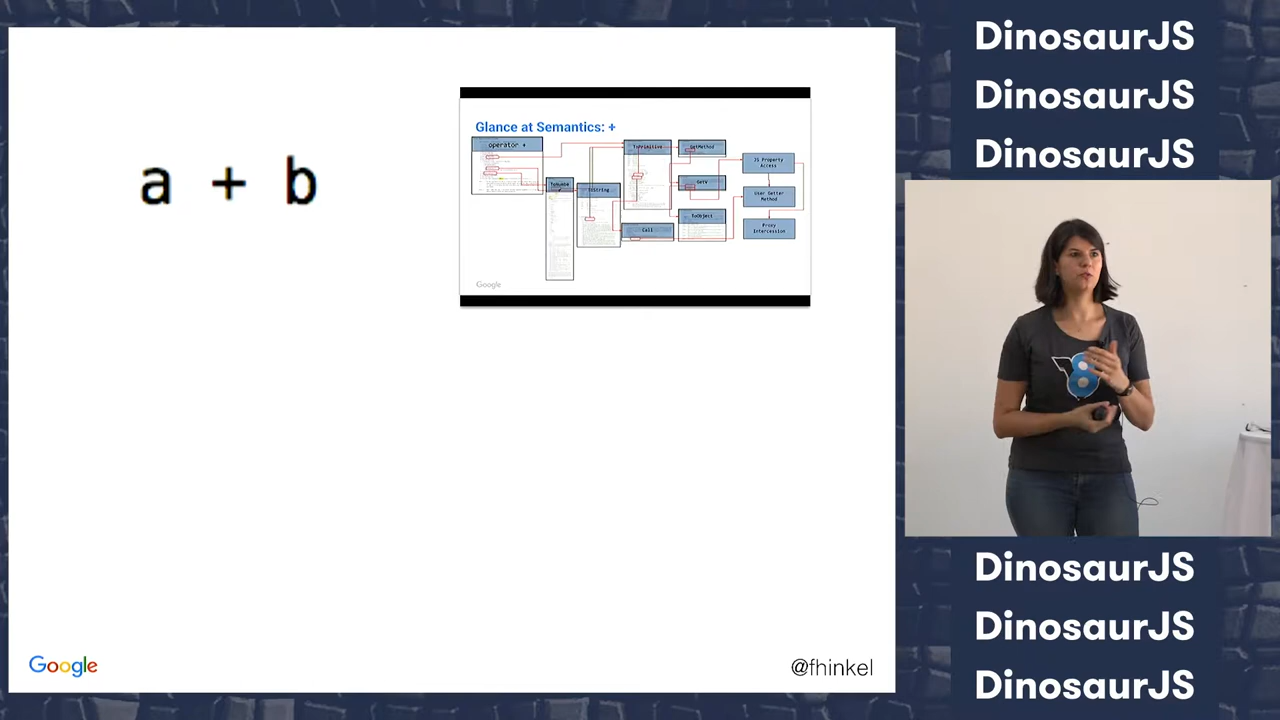 a + b
Glance at Semantics: +
operator +
ToPrimitive
GetMethod
JS Property
Access
ToString
GetV
User Getter
Method
Call
ToObject
Proxy
Intercession
Google
Google
@fhinkel
DinosaurJS
DinosaurJS
DinosaurJS
8
DinosaurJS
DinosaurJS
DinosaurJS